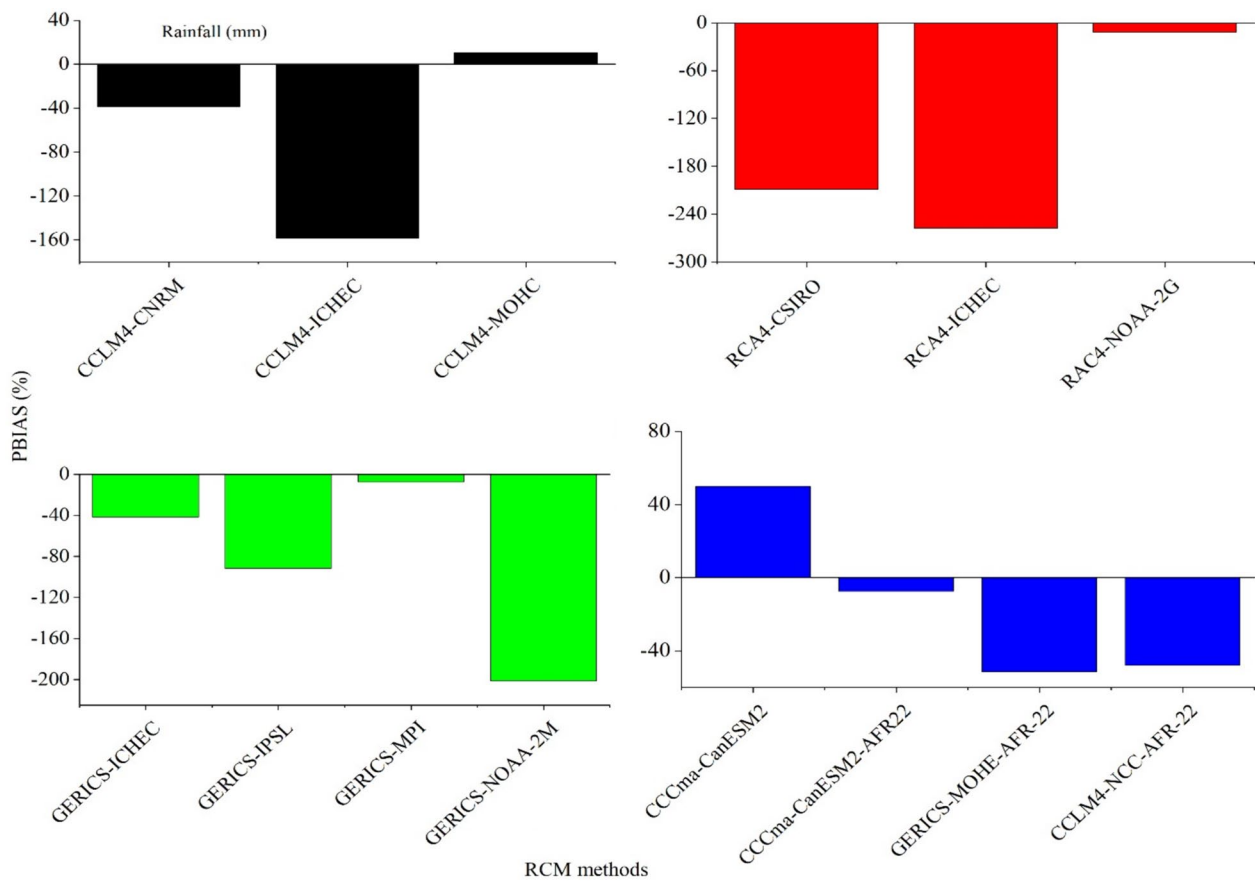 40
Rainfall (mm)
0
-40
-80
-120
-160
CCLM4-CNRM
CCLM4-ICHEC
CCLM4-MOHC
0
-60
-120
-180
-240
-300
RCA4-CSIRO
RCA4-ICHEC
RAC4-NOAA-2G
PBIAS (%)
0
-40
-80
-120
-160
-200
GERICS-ICHEC
GERICS-IPSL
GERICS-MPI
GERICS-NOAA-2M
80
40
0
-40
CCCma-CanESM2
CCCma-CanESM2-AFR22
GERICS-MOHE-AFR-22
CCLM4-NCC-AFR-22
RCM methods